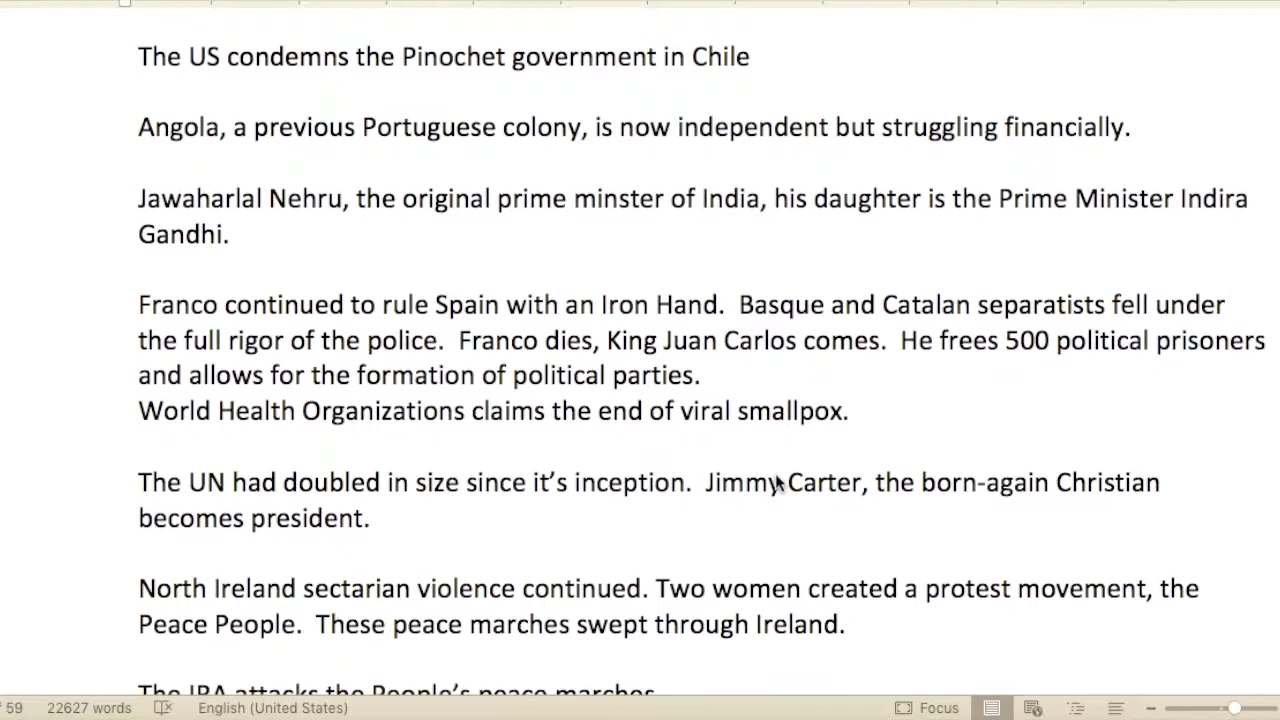 The US condemns the Pinochet government in Chile
Angola, a previous Portuguese colony, is now independent but struggling financially.
Jawaharlal Nehru, the original prime minster of India, his daughter is the Prime Minister Indira
Gandhi.
Franco continued to rule Spain with an Iron Hand.  Basque and Catalan separatists fell under
the full rigor of the police.  Franco dies, King Juan Carlos comes.  He frees 500 political prisoners
and allows for the formation of political parties.
World Health Organizations claims the end of viral smallpox.
The UN had doubled in size since it’s inception.  Jimmy Carter, the born-again Christian
becomes president.
North Ireland sectarian violence continued. Two women created a protest movement, the
Peace People.  These peace marches swept through Ireland.
The IRA attacks the People’s peace marches
59 22627 words English (United States) Focus